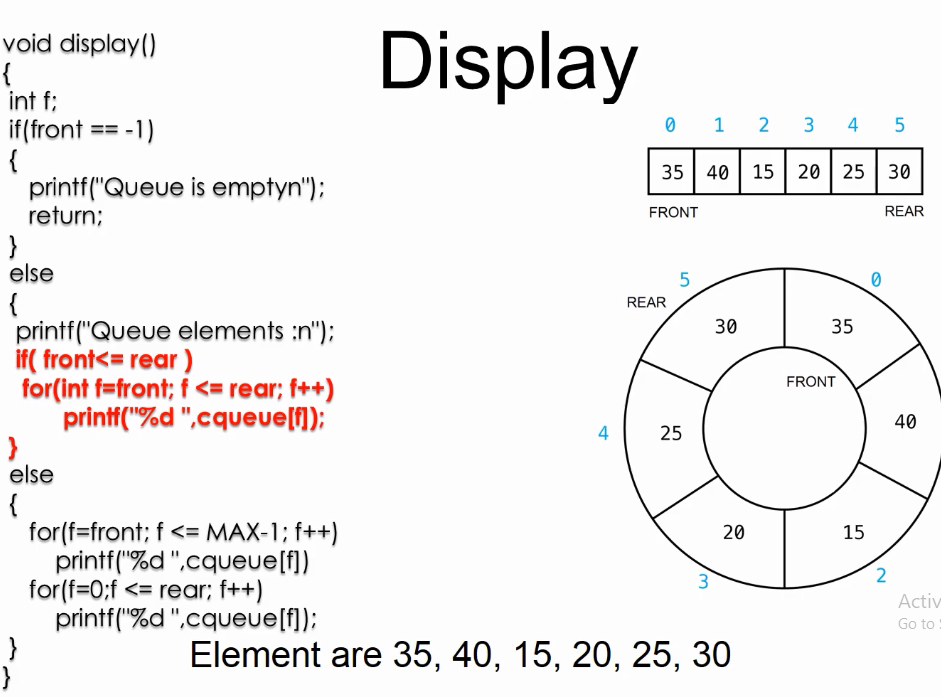 Display
void display()
{
int f;
if(front == -1)
{
printf("Queue is emptyn");
return;
}
else
{
printf("Queue elements :n");
if( front<= rear )
for(int f=front; f <= rear; f++)
printf("%d ",cqueue[f]);
}
else
{
for(f=front; f <= MAX-1; f++)
printf("%d ",cqueue[f])
for(f=0;f <= rear; f++)
printf("%d ",cqueue[f]);
}
}
0 1 2 3 4 5
35 40 15 20 25 30
FRONT REAR
5 0
REAR
30 35
FRONT
4 25 40
20 15
3 2
Activ
Go to S
Element are 35, 40, 15, 20, 25, 30